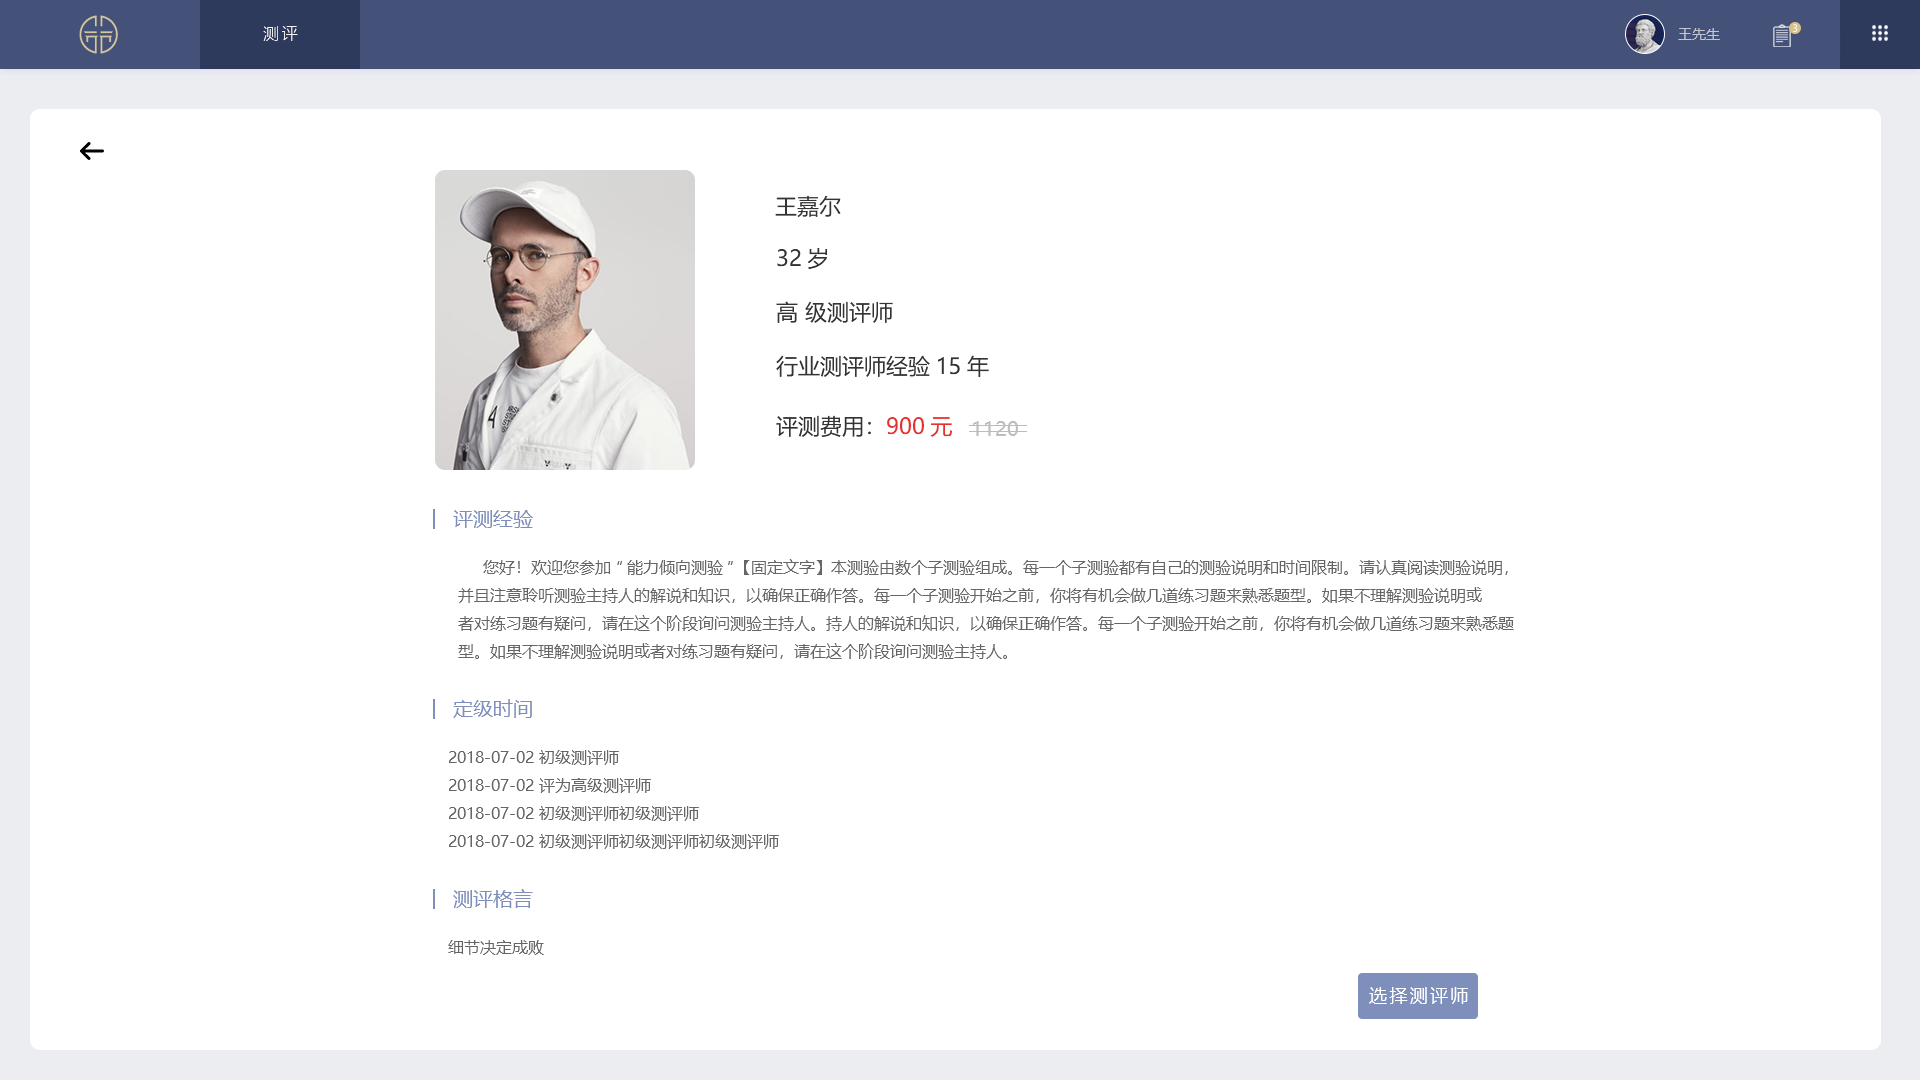 测评
王先生
3
王嘉尔
32 岁
高 级测评师
行业测评师经验 15 年
评测费用：900 元 1120
评测经验
您好！欢迎您参加 “ 能力倾向测验 ”【固定文字】本测验由数个子测验组成。每一个子测验都有自己的测验说明和时间限制。请认真阅读测验说明，
并且注意聆听测验主持人的解说和知识，以确保正确作答。每一个子测验开始之前，你将有机会做几道练习题来熟悉题型。如果不理解测验说明或
者对练习题有疑问，请在这个阶段询问测验主持人。持人的解说和知识，以确保正确作答。每一个子测验开始之前，你将有机会做几道练习题来熟悉题
型。如果不理解测验说明或者对练习题有疑问，请在这个阶段询问测验主持人。
定级时间
2018-07-02 初级测评师
2018-07-02 评为高级测评师
2018-07-02 初级测评师初级测评师
2018-07-02 初级测评师初级测评师初级测评师
测评格言
细节决定成败
选择测评师